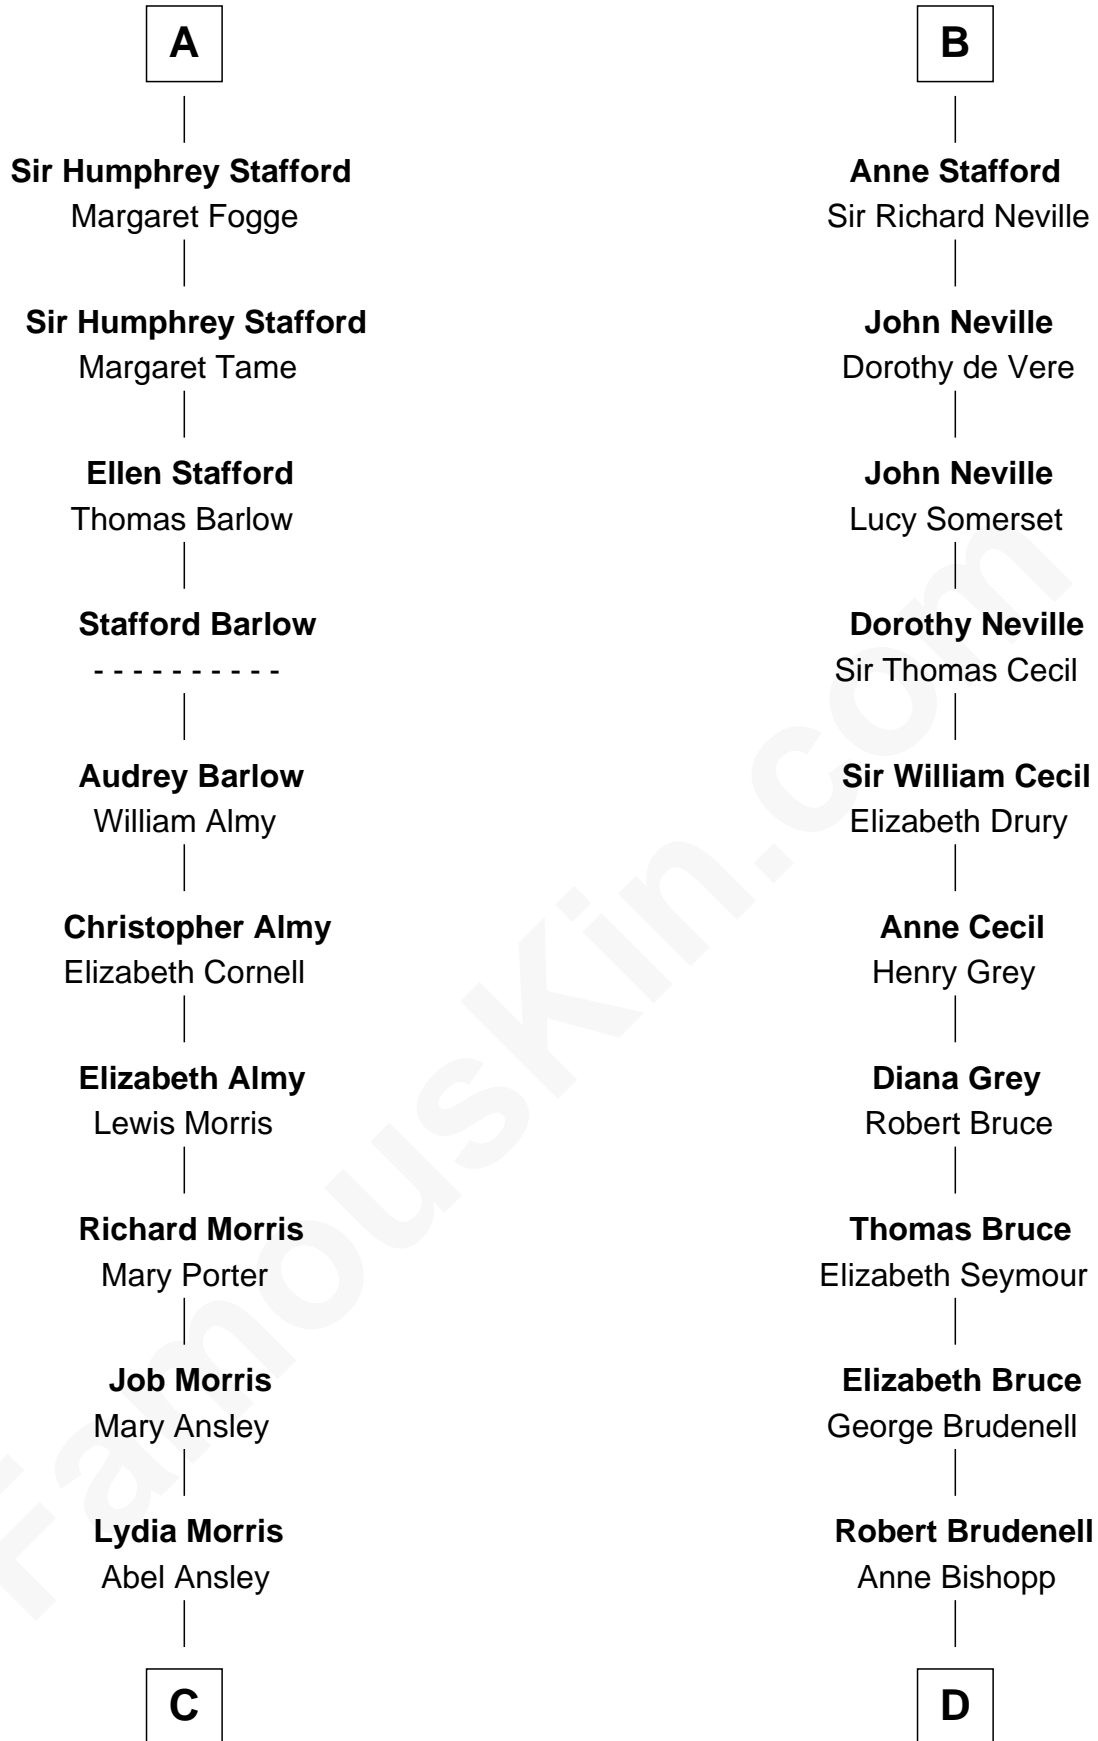 A
Sir Humphrey Stafford
Margaret Fogge
Sir Humphrey Stafford
Margaret Tame
Ellen Stafford
Thomas Barlow
Stafford Barlow
- - - - - - - - - -
Audrey Barlow
William Almy
Christopher Almy
Elizabeth Cornell
Elizabeth Almy
Lewis Morris
Richard Morris
Mary Porter
Job Morris
Mary Ansley
Lydia Morris
Abel Ansley
C
B
Anne Stafford
Sir Richard Neville
John Neville
Dorothy de Vere
John Neville
Lucy Somerset
Dorothy Neville
Sir Thomas Cecil
Sir William Cecil
Elizabeth Drury
Anne Cecil
Henry Grey
Diana Grey
Robert Bruce
Thomas Bruce
Elizabeth Seymour
Elizabeth Bruce
George Brudenell
Robert Brudenell
Anne Bishopp
D
FamousKin.com